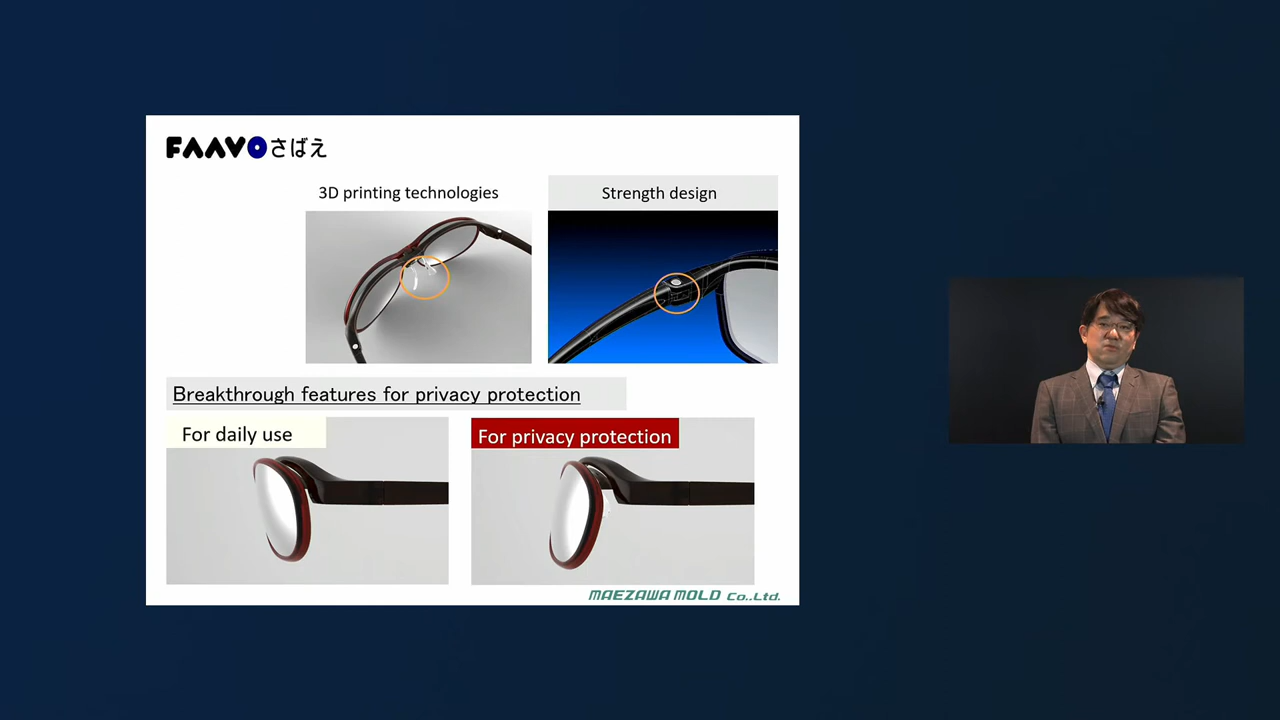 FAAVOさばえ
3D printing technologies
Strength design
Breakthrough features for privacy protection
For daily use
For privacy protection
MAEZAWA MOLD Co.,Ltd.